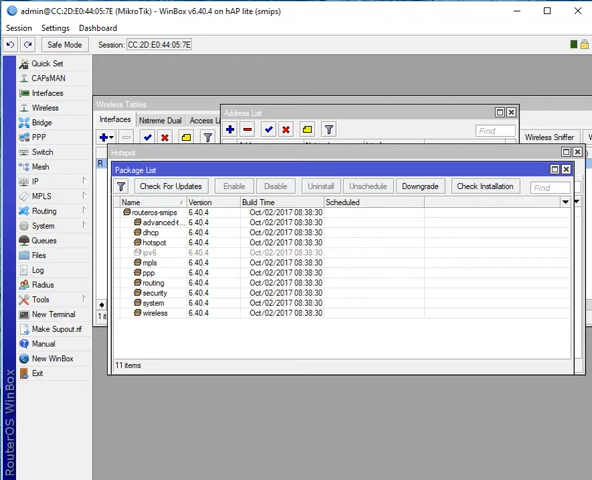 admin@CC:2D:E0:44:05:7E (MikroTik) - WinBox v6.40.4 on hAP lite (smips)
Session Settings Dashboard
Safe Mode Session: CC:2D:E0:44:05:7E
Quick Set
CAPsMAN
Interfaces
Wireless
Bridge
PPP
Switch
Mesh
IP
MPLS
Routing
System
Queues
Files
Log
Radius
Tools
New Terminal
Make Supout.rif
Manual
New WinBox
Exit
RouterOS WinBox
Wireless Tables
Interfaces Nstreme Dual Access Li
Wireless Sniffer
R
Address List
Find
Hotspot
Package List
Check For Updates Enable Disable Uninstall Unschedule Downgrade Check Installation Find
Name / Version Build Time Scheduled
routeros-smips 6.40.4 Oct/02/2017 08:38:30
advanced-t... 6.40.4 Oct/02/2017 08:38:30
dhcp 6.40.4 Oct/02/2017 08:38:30
hotspot 6.40.4 Oct/02/2017 08:38:30
ipv6 6.40.4 Oct/02/2017 08:38:30
mpls 6.40.4 Oct/02/2017 08:38:30
ppp 6.40.4 Oct/02/2017 08:38:30
routing 6.40.4 Oct/02/2017 08:38:30
security 6.40.4 Oct/02/2017 08:38:30
system 6.40.4 Oct/02/2017 08:38:30
wireless 6.40.4 Oct/02/2017 08:38:30
11 items